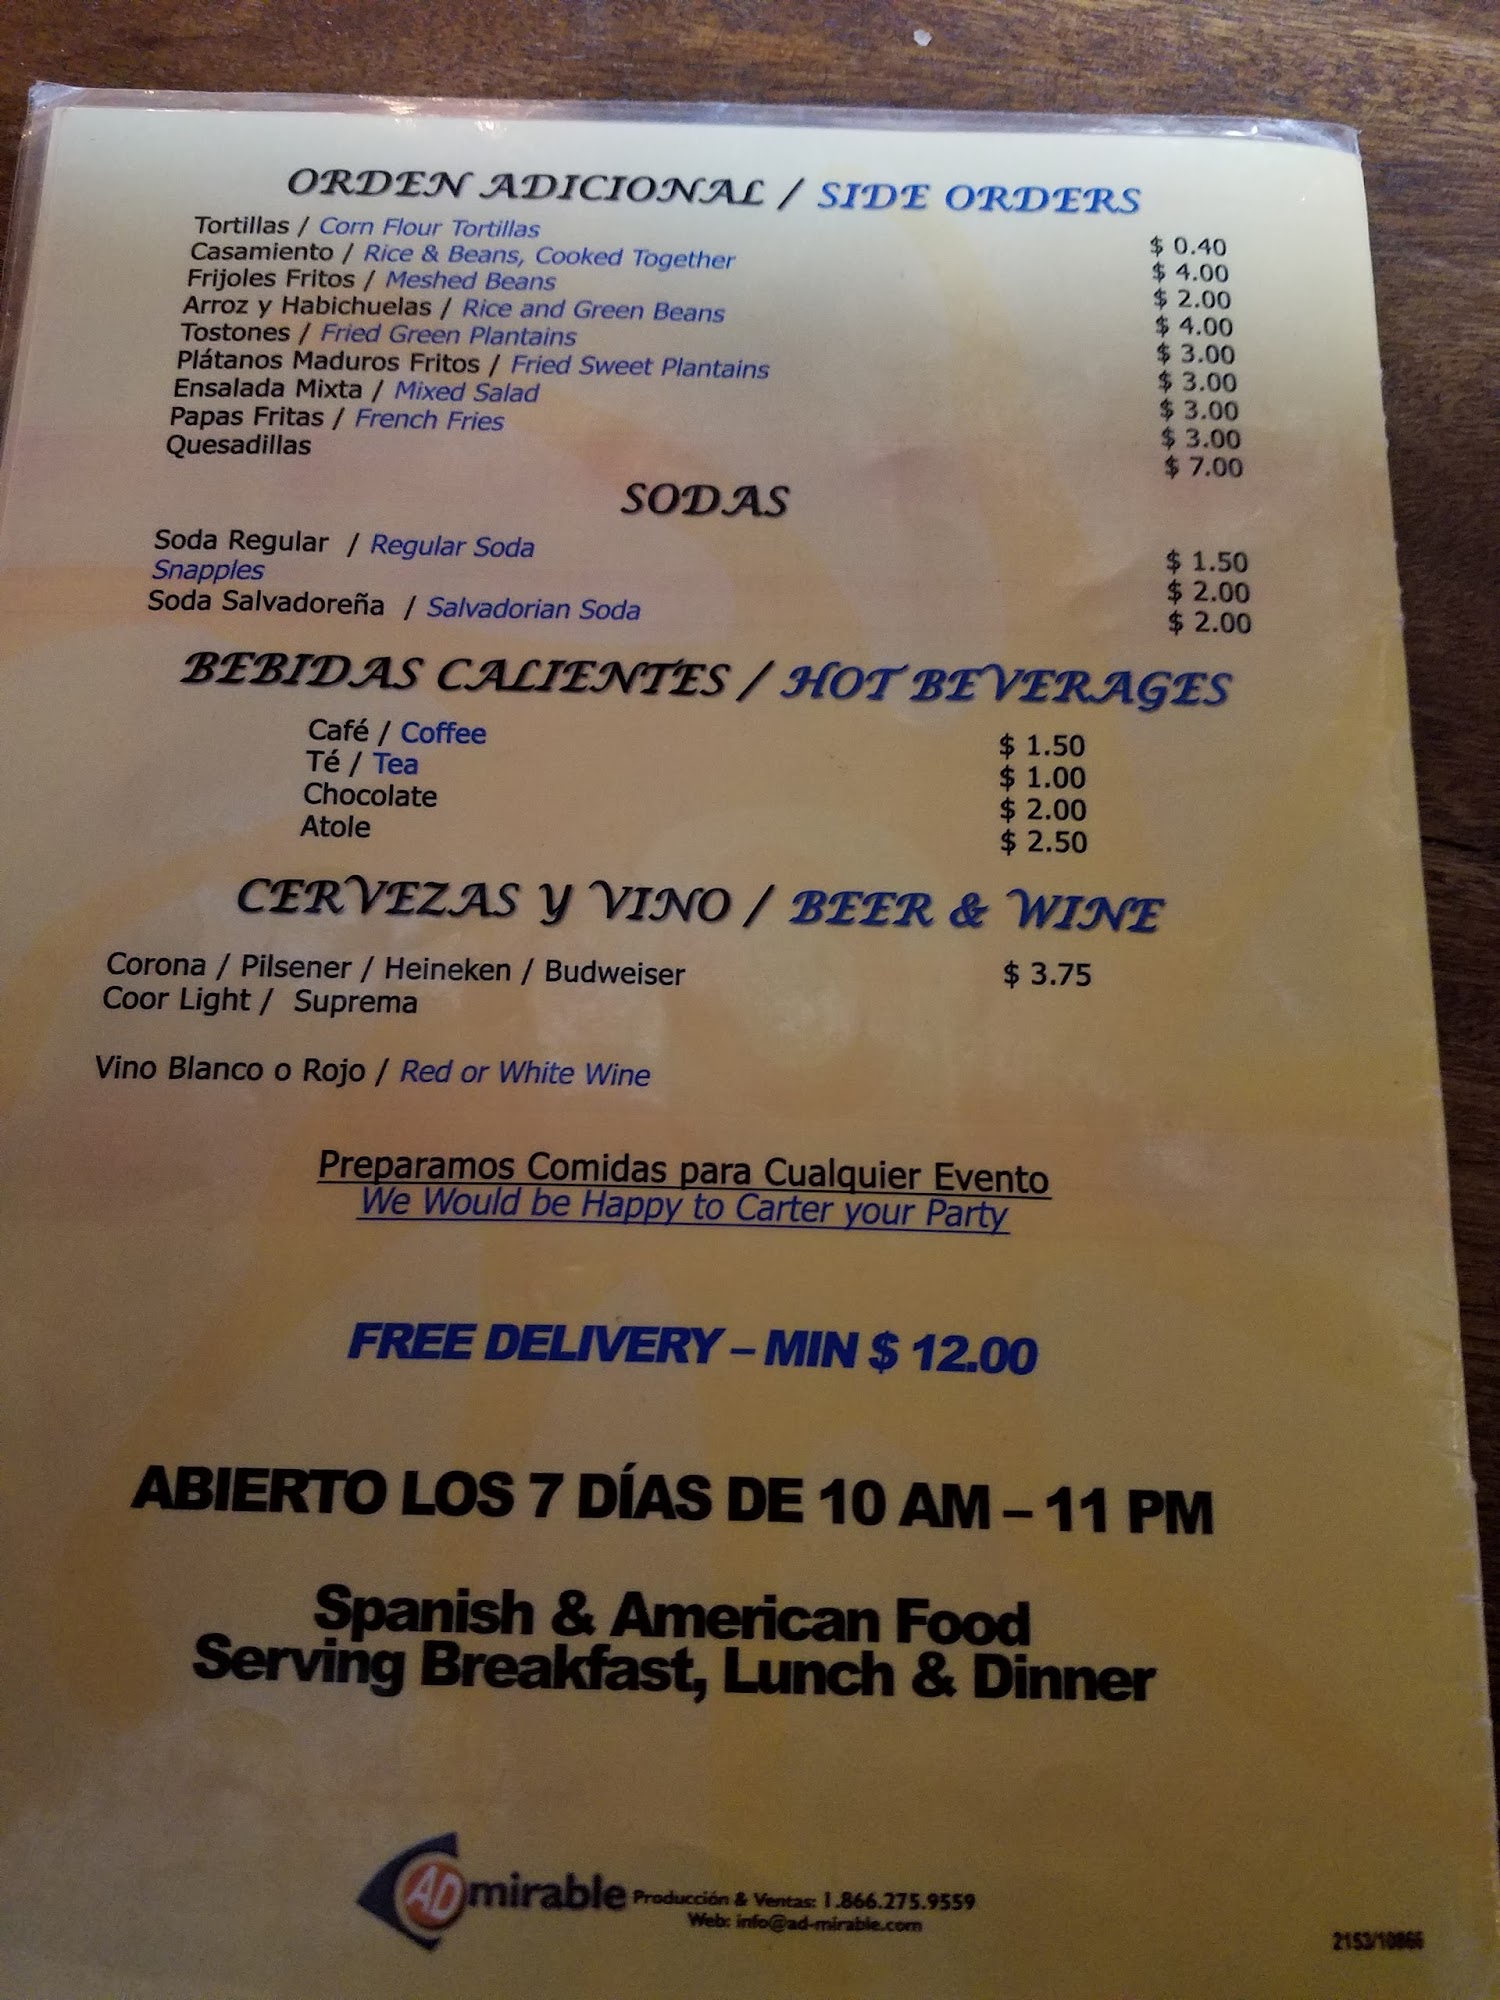 ORDEN ADICIONAL / SIDE ORDERS
Tortillas / Corn Flour Tortillas $ 0.40
Casamiento / Rice & Beans, Cooked Together $ 4.00
Frijoles Fritos / Meshed Beans $ 2.00
Arroz y Habichuelas / Rice and Green Beans $ 4.00
Tostones / Fried Green Plantains $ 3.00
Plátanos Maduros Fritos / Fried Sweet Plantains $ 3.00
Ensalada Mixta / Mixed Salad $ 3.00
Papas Fritas / French Fries $ 3.00
Quesadillas $ 7.00
SODAS
Soda Regular / Regular Soda $ 1.50
Snapples $ 2.00
Soda Salvadoreña / Salvadorian Soda $ 2.00
BEBIDAS CALIENTES / HOT BEVERAGES
Café / Coffee $ 1.50
Té / Tea $ 1.00
Chocolate $ 2.00
Atole $ 2.50
CERVEZAS Y VINO / BEER & WINE
Corona / Pilsener / Heineken / Budweiser $ 3.75
Coor Light / Suprema
Vino Blanco o Rojo / Red or White Wine
Preparamos Comidas para Cualquier Evento
We Would be Happy to Carter your Party
FREE DELIVERY – MIN $ 12.00
ABIERTO LOS 7 DÍAS DE 10 AM – 11 PM
Spanish & American Food
Serving Breakfast, Lunch & Dinner
ADmirable Producción & Ventas: 1.866.275.9559
Web: info@ad-mirable.com